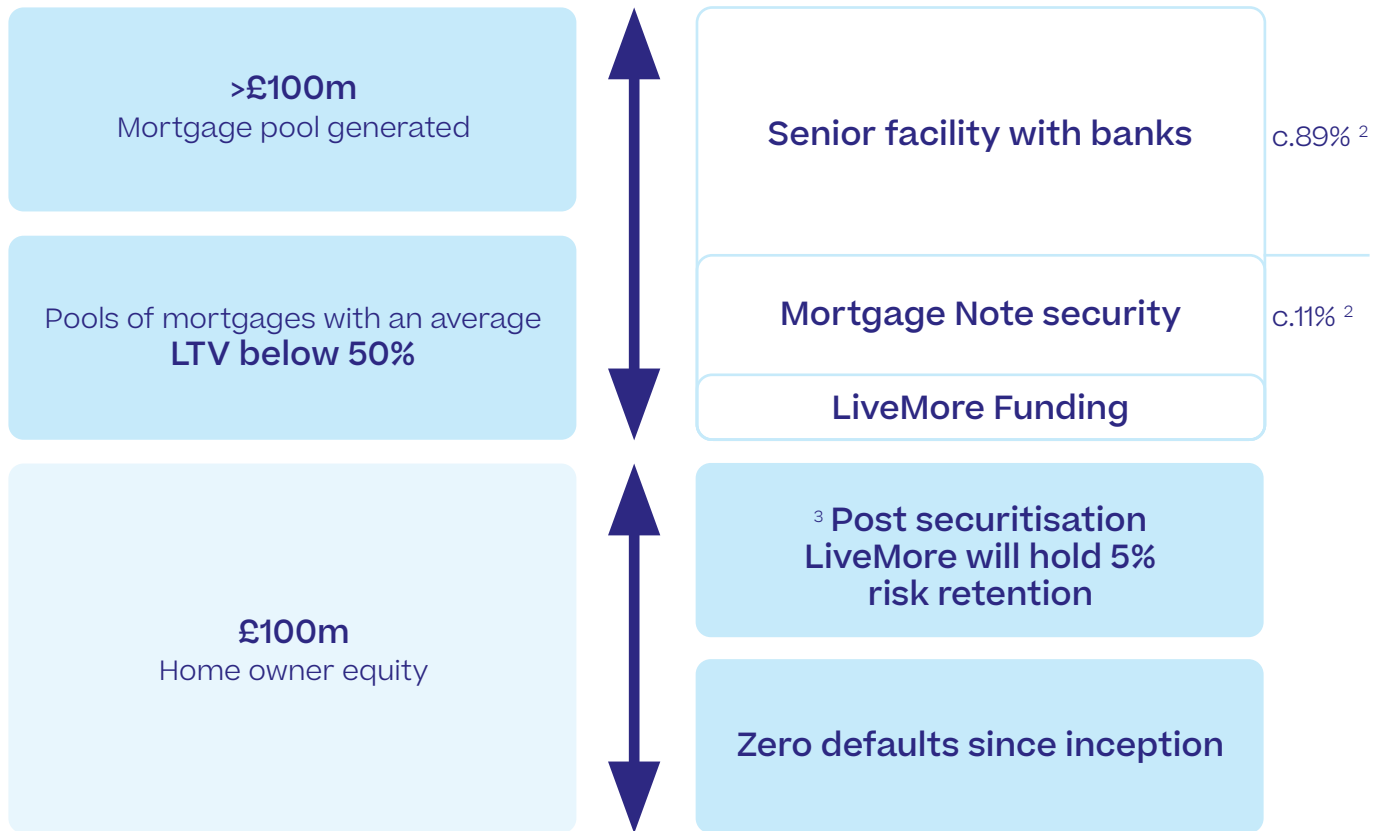 >£100m
Mortgage pool generated
Pools of mortgages with an average
LTV below 50%
£100m
Home owner equity
Senior facility with banks
c.89% 2
Mortgage Note security
c.11% 2
LiveMore Funding
3 Post securitisation
LiveMore will hold 5%
risk retention
Zero defaults since inception